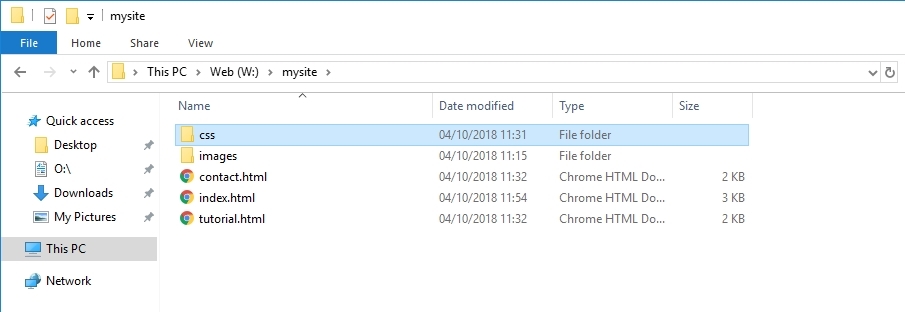 mysite
File Home Share View
This PC Web (W:) mysite
Name Date modified Type Size
Quick access
Desktop
O:\
Downloads
My Pictures
This PC
Network
css 04/10/2018 11:31 File folder
images 04/10/2018 11:15 File folder
contact.html 04/10/2018 11:32 Chrome HTML Do... 2 KB
index.html 04/10/2018 11:54 Chrome HTML Do... 3 KB
tutorial.html 04/10/2018 11:32 Chrome HTML Do... 2 KB